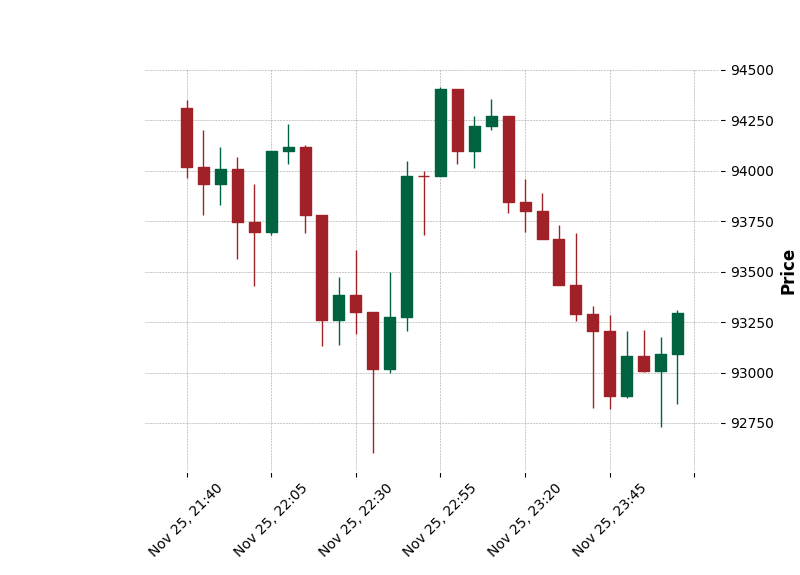 94500
94250
94000
93750
93500
93250
93000
92750
Price
Nov 25, 21:40
Nov 25, 22:05
Nov 25, 22:30
Nov 25, 22:55
Nov 25, 23:20
Nov 25, 23:45